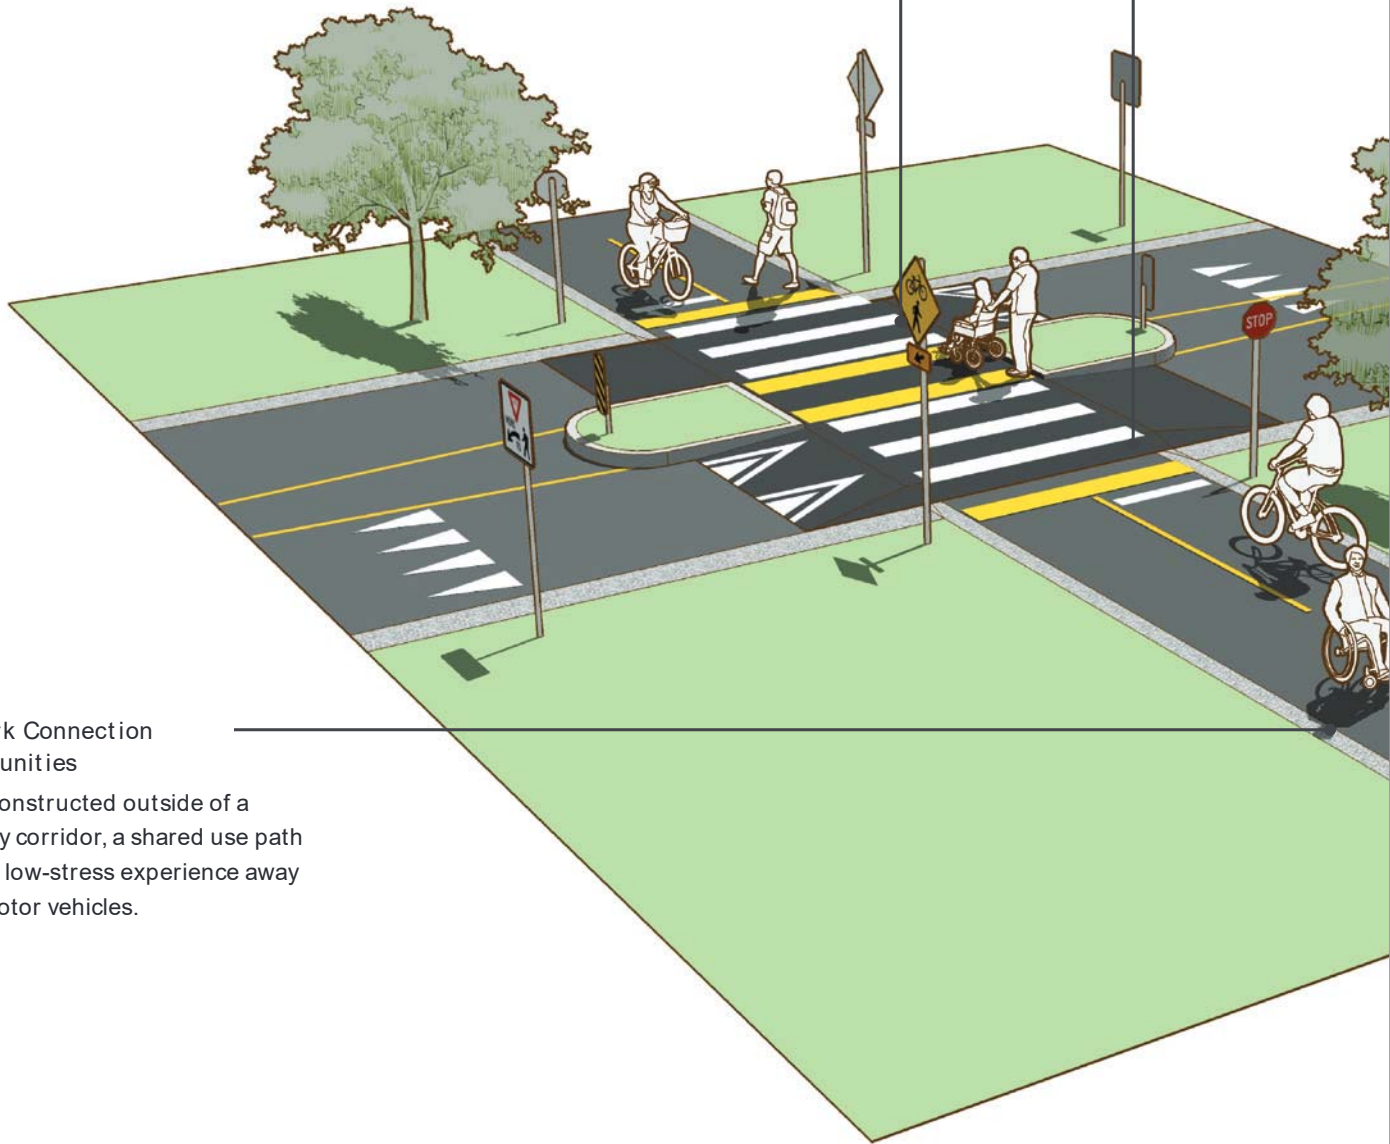 STOP
k Connection
unities
onstructed outside of a
y corridor, a shared use path
low-stress experience away
otor vehicles.